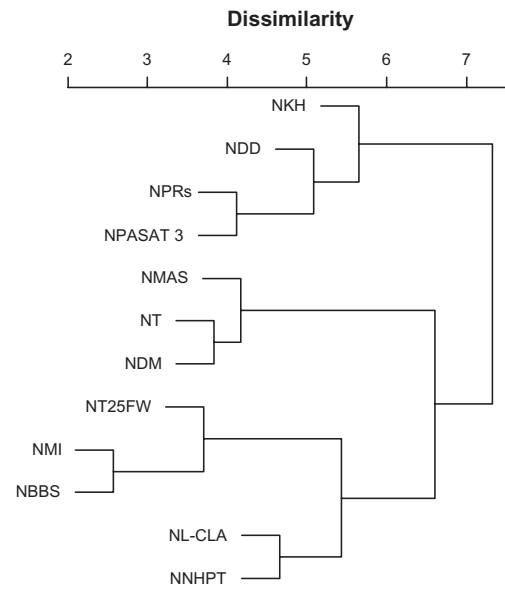 Dissimilarity
2 3 4 5 6 7
NKH
NDD
NPRs
NPASAT 3
NMAS
NT
NDM
NT25FW
NMI
NBBS
NL-CLA
NNHPT